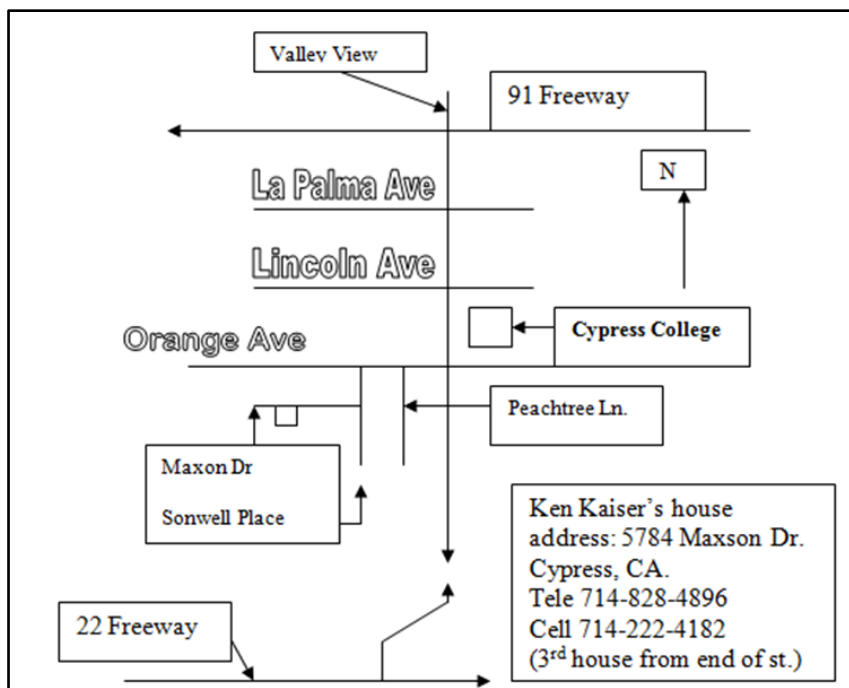 Valley View
91 Freeway
N
La Palma Ave
Lincoln Ave
Cypress College
Orange Ave
Peachtree Ln.
Maxon Dr
Sonwell Place
Ken Kaiser’s house
address: 5784 Maxson Dr.
Cypress, CA.
Tele 714-828-4896
Cell 714-222-4182
(3rd house from end of st.)
22 Freeway